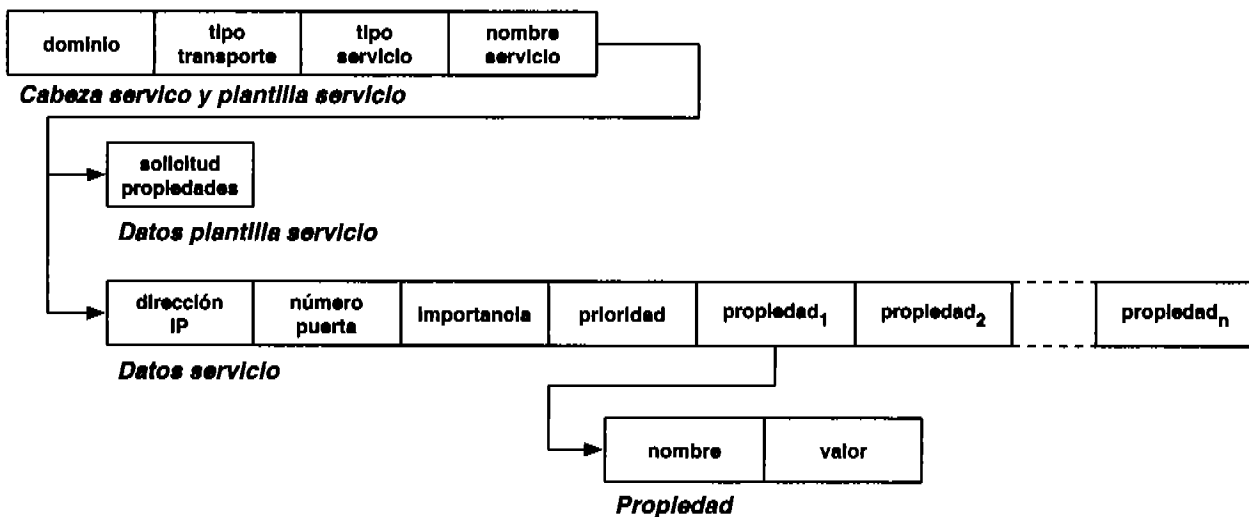 dominio
tipo
transporte
tipo
servicio
nombre
servicio
Cabeza servico y plantilla servicio
solicitud
propiedades
Datos plantilla servicio
dirección
IP
número
puerta
importancia
prioridad
propiedad1
propiedad2
propiedadn
Datos servicio
nombre
valor
Propiedad